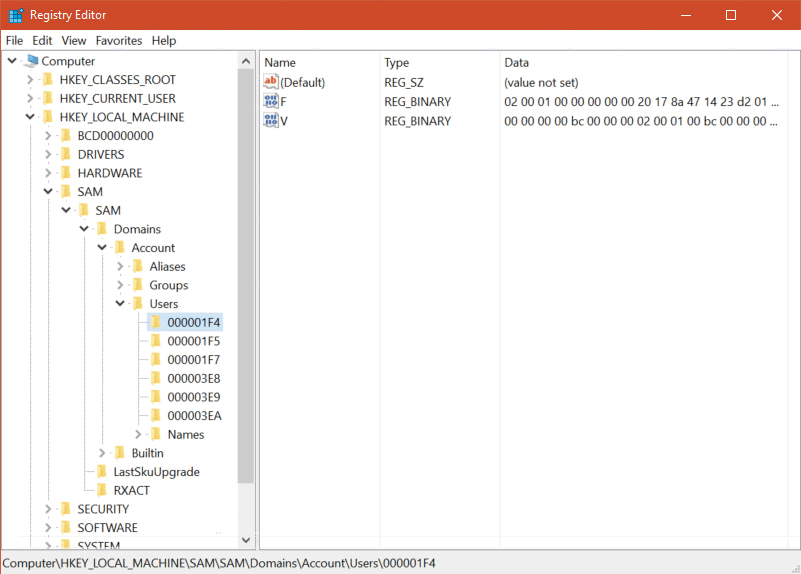 Registry Editor
File Edit View Favorites Help
Computer
HKEY_CLASSES_ROOT
HKEY_CURRENT_USER
HKEY_LOCAL_MACHINE
BCD00000000
DRIVERS
HARDWARE
SAM
SAM
Domains
Account
Aliases
Groups
Users
000001F4
000001F5
000001F7
000003E8
000003E9
000003EA
Names
Builtin
LastSkuUpgrade
RXACT
SECURITY
SOFTWARE
SYSTEM
Name Type Data
ab (Default) REG_SZ (value not set)
F REG_BINARY 02 00 01 00 00 00 00 00 20 17 8a 47 14 23 d2 01 ...
V REG_BINARY 00 00 00 00 bc 00 00 00 02 00 01 00 bc 00 00 00 ...
Computer\HKEY_LOCAL_MACHINE\SAM\SAM\Domains\Account\Users\000001F4